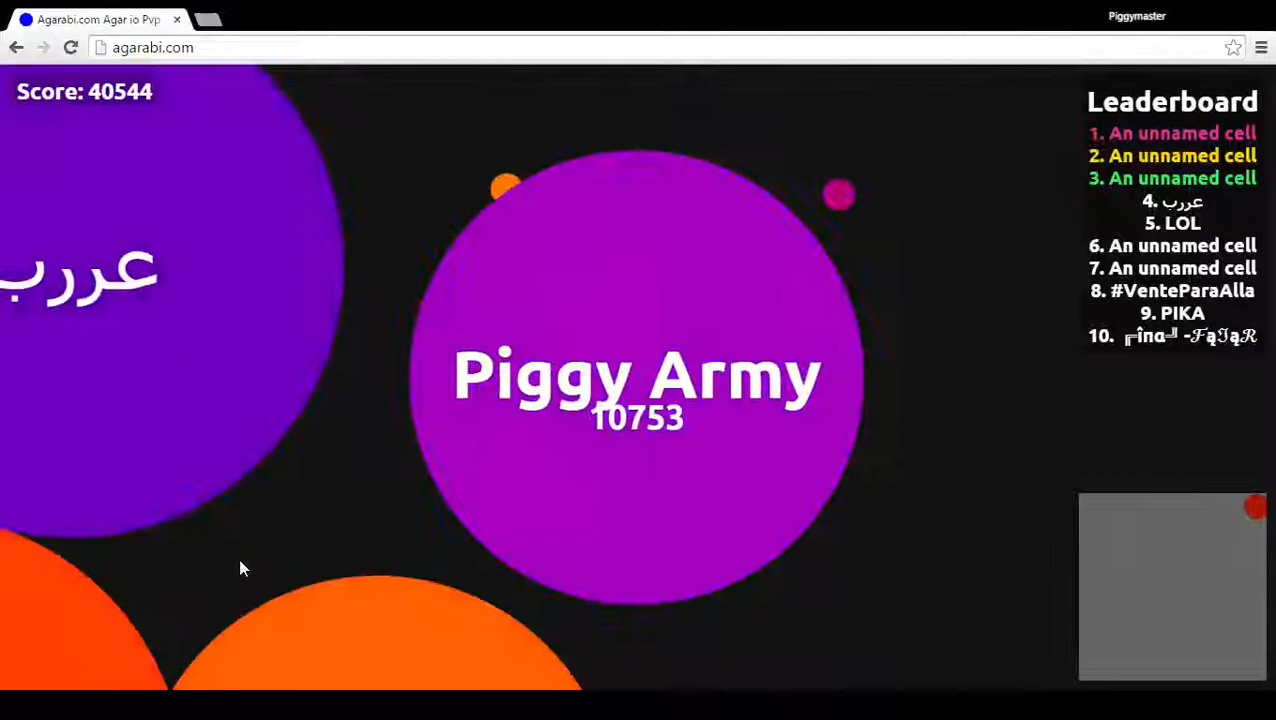 Agarabi.com Agar io Pvp
Piggymaster
agarabi.com
Score: 40544
Leaderboard
1. An unnamed cell
2. An unnamed cell
3. An unnamed cell
4. عررب
5. LOL
6. An unnamed cell
7. An unnamed cell
8. #VenteParaAlla
9. PIKA
10. ╔înα╝ -ℱąℑąℛ
عررب
Piggy Army
10753